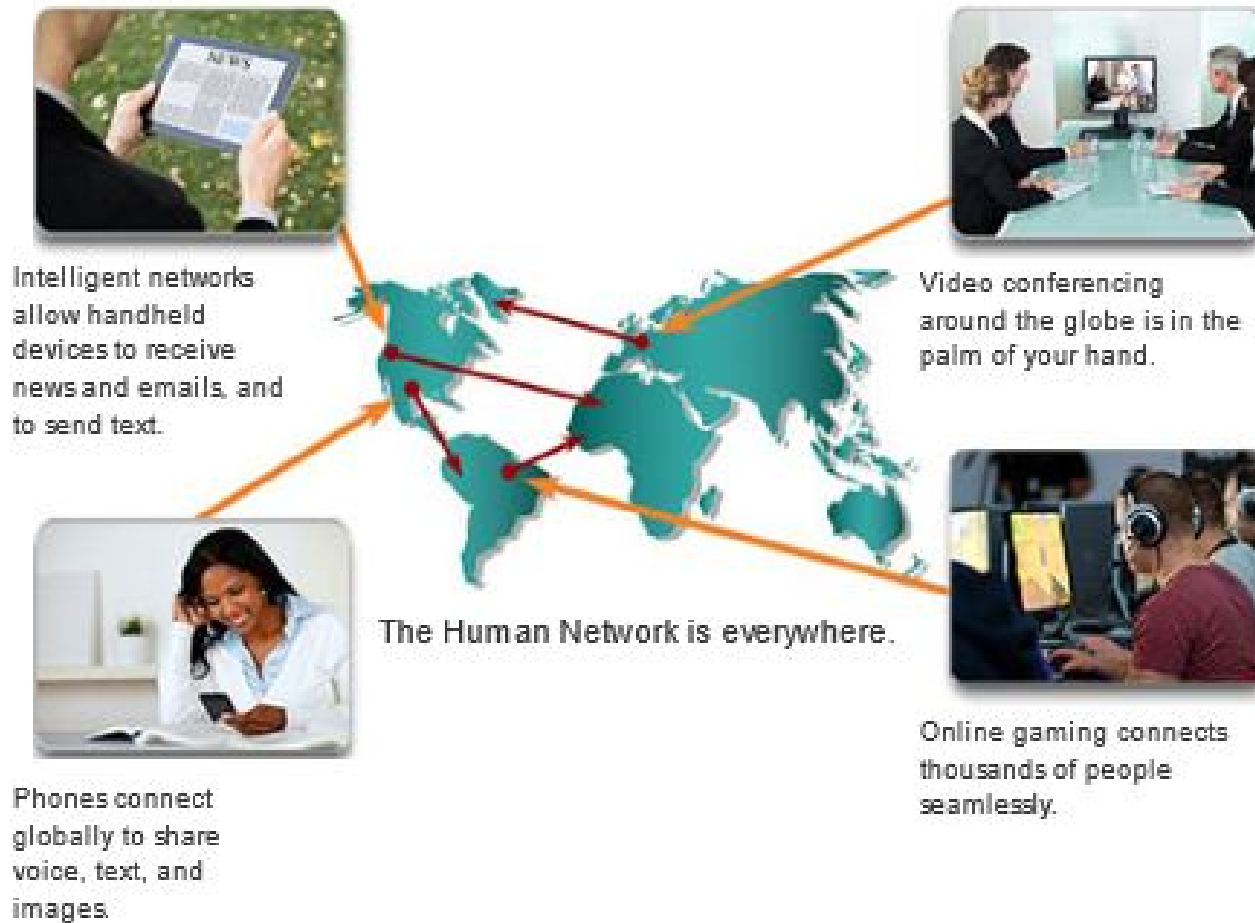 NEWS
Intelligent networks
allow handheld
devices to receive
news and emails, and
to send text.
Video conferencing
around the globe is in the
palm of your hand.
The Human Network is everywhere.
Phones connect
globally to share
voice, text, and
images.
Online gaming connects
thousands of people
seamlessly.